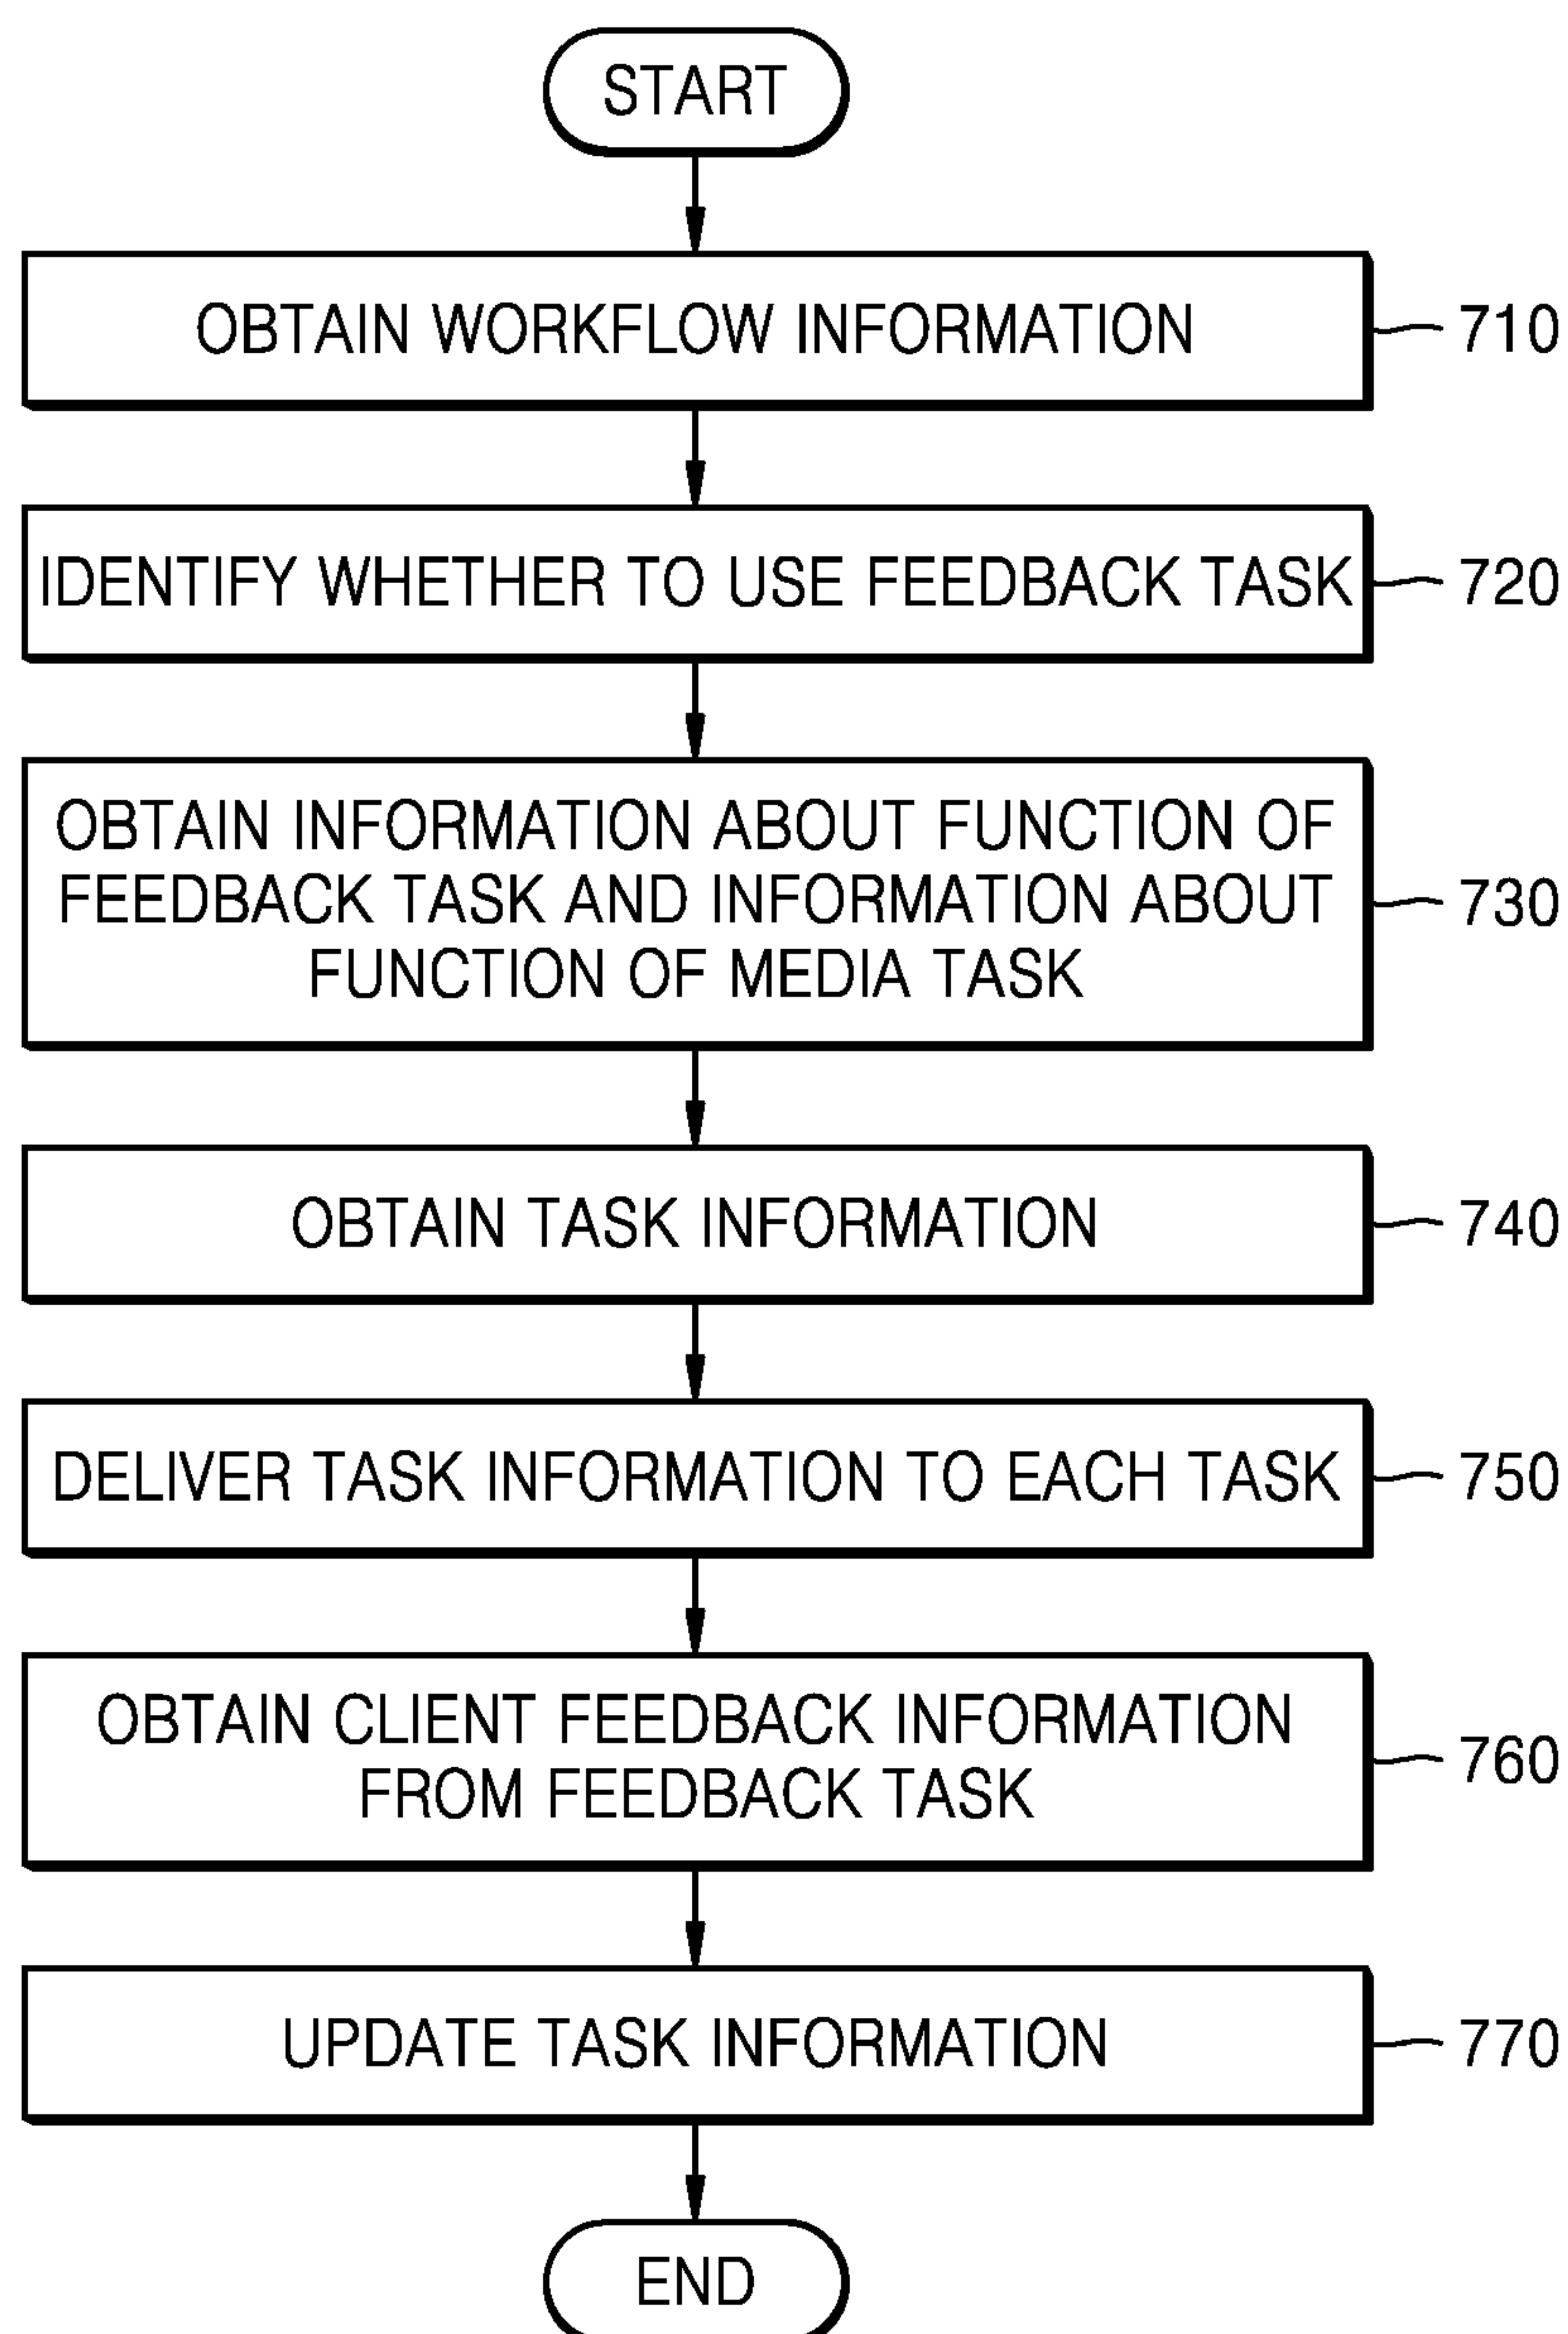 START
OBTAIN WORKFLOW INFORMATION
710
IDENTIFY WHETHER TO USE FEEDBACK TASK
720
OBTAIN INFORMATION ABOUT FUNCTION OF
FEEDBACK TASK AND INFORMATION ABOUT
FUNCTION OF MEDIA TASK
730
OBTAIN TASK INFORMATION
740
DELIVER TASK INFORMATION TO EACH TASK
750
OBTAIN CLIENT FEEDBACK INFORMATION
FROM FEEDBACK TASK
760
UPDATE TASK INFORMATION
770
END